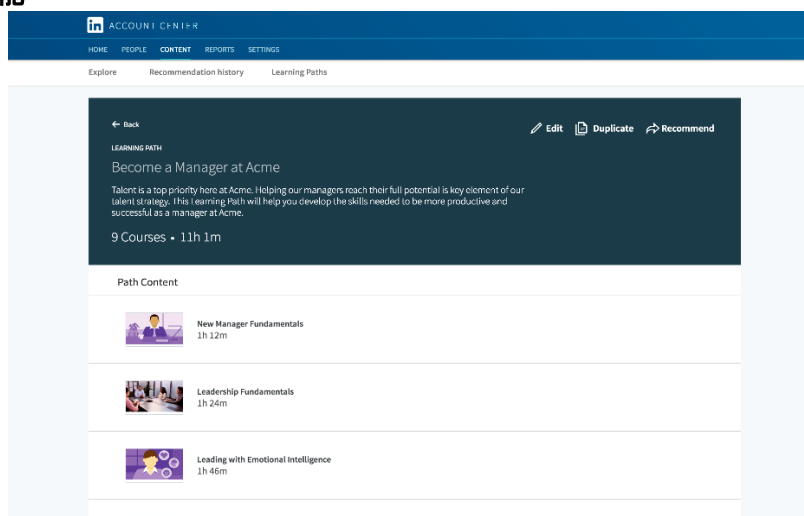 in ACCOUNT CENTER
HOME PEOPLE CONTENT REPORTS SETTINGS
Explore Recommendation history Learning Paths
← Back
Edit Duplicate Recommend
LEARNING PATH
Become a Manager at Acme
Talent is a top priority here at Acme. Helping our managers reach their full potential is key element of our
talent strategy. This Learning Path will help you develop the skills needed to be more productive and
successful as a manager at Acme.
9 Courses • 11h 1m
Path Content
New Manager Fundamentals
1h 12m
Leadership Fundamentals
1h 24m
Leading with Emotional Intelligence
1h 46m